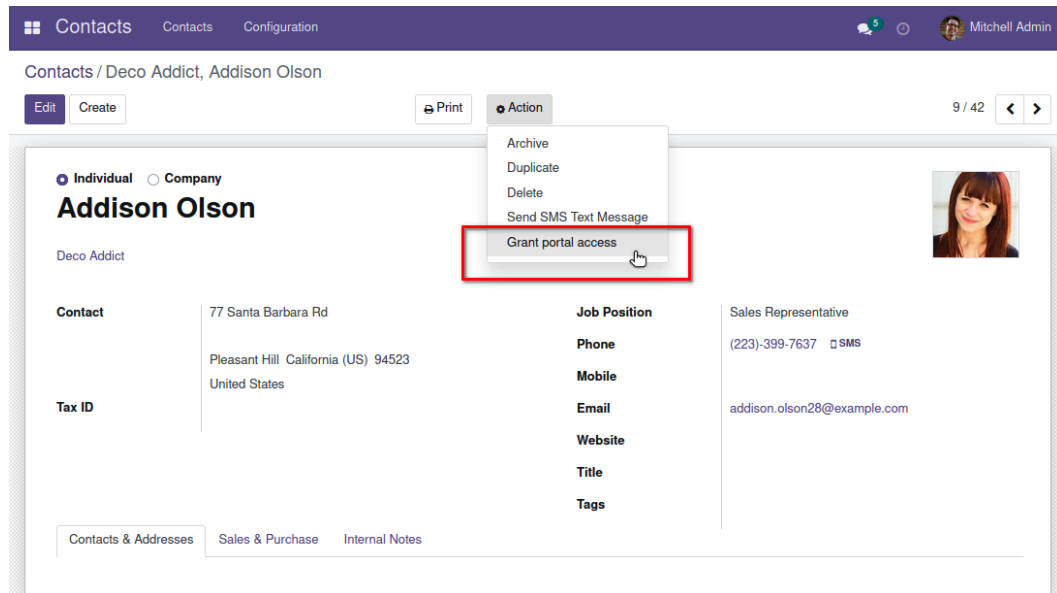 Contacts Contacts Configuration 5 Mitchell Admin
Contacts / Deco Addict, Addison Olson
Edit Create Print Action 9 / 42
Archive
Duplicate
Delete
Send SMS Text Message
Grant portal access
Individual Company
Addison Olson
Deco Addict
Contact 77 Santa Barbara Rd
Pleasant Hill California (US) 94523
United States
Tax ID
Job Position Sales Representative
Phone (223)-399-7637 SMS
Mobile
Email addison.olson28@example.com
Website
Title
Tags
Contacts & Addresses Sales & Purchase Internal Notes